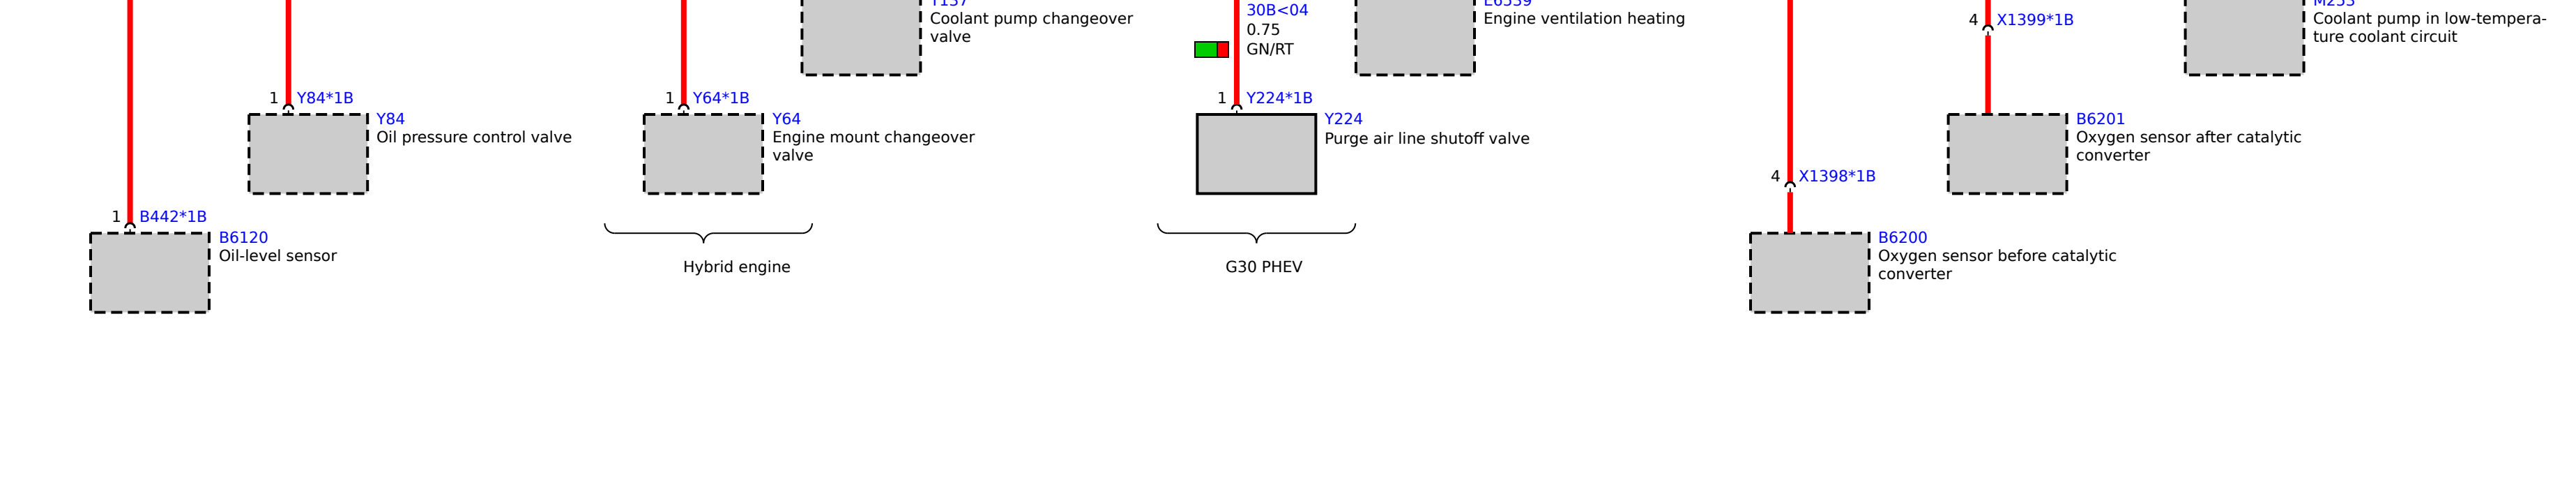 Coolant pump changeover
valve
30B<04
0.75
GN/RT
Engine ventilation heating
4 X1399*1B
Coolant pump in low-tempera-
ture coolant circuit
1 Y84*1B
Y84
Oil pressure control valve
1 Y64*1B
Y64
Engine mount changeover
valve
1 Y224*1B
Y224
Purge air line shutoff valve
B6201
Oxygen sensor after catalytic
converter
4 X1398*1B
1 B442*1B
B6120
Oil-level sensor
B6200
Oxygen sensor before catalytic
converter
Hybrid engine
G30 PHEV